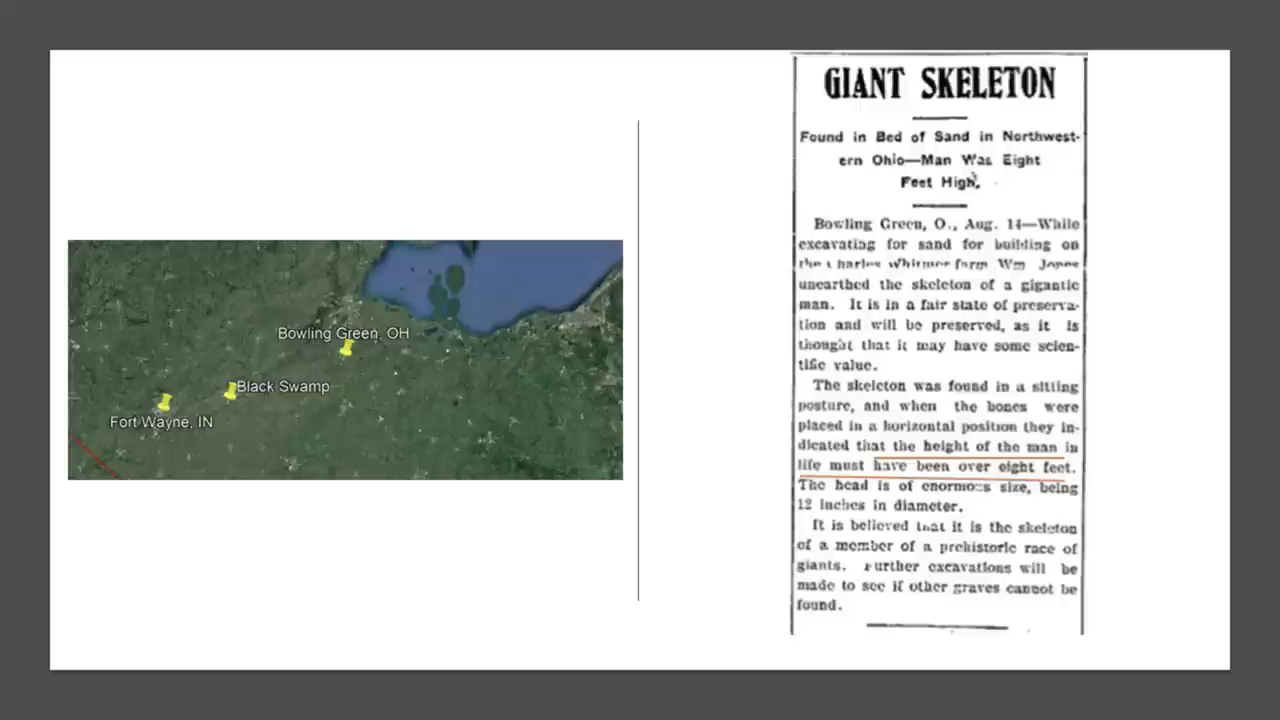 Bowling Green, OH
Black Swamp
Fort Wayne, IN
GIANT SKELETON
Found in Bed of Sand in Northwest-
ern Ohio—Man Was Eight
Feet High.
Bowling Green, O., Aug. 14—While
excavating for sand for building on
the Charles Whitmer farm Wm Jones
unearthed the skeleton of a gigantic
man. It is in a fair state of preserva-
tion and will be preserved, as it is
thought that it may have some scien-
tific value.
The skeleton was found in a sitting
posture, and when the bones were
placed in a horizontal position they in-
dicated that the height of the man in
life must have been over eight feet.
The head is of enormous size, being
12 inches in diameter.
It is believed that it is the skeleton
of a member of a prehistoric race of
giants. Further excavations will be
made to see if other graves cannot be
found.